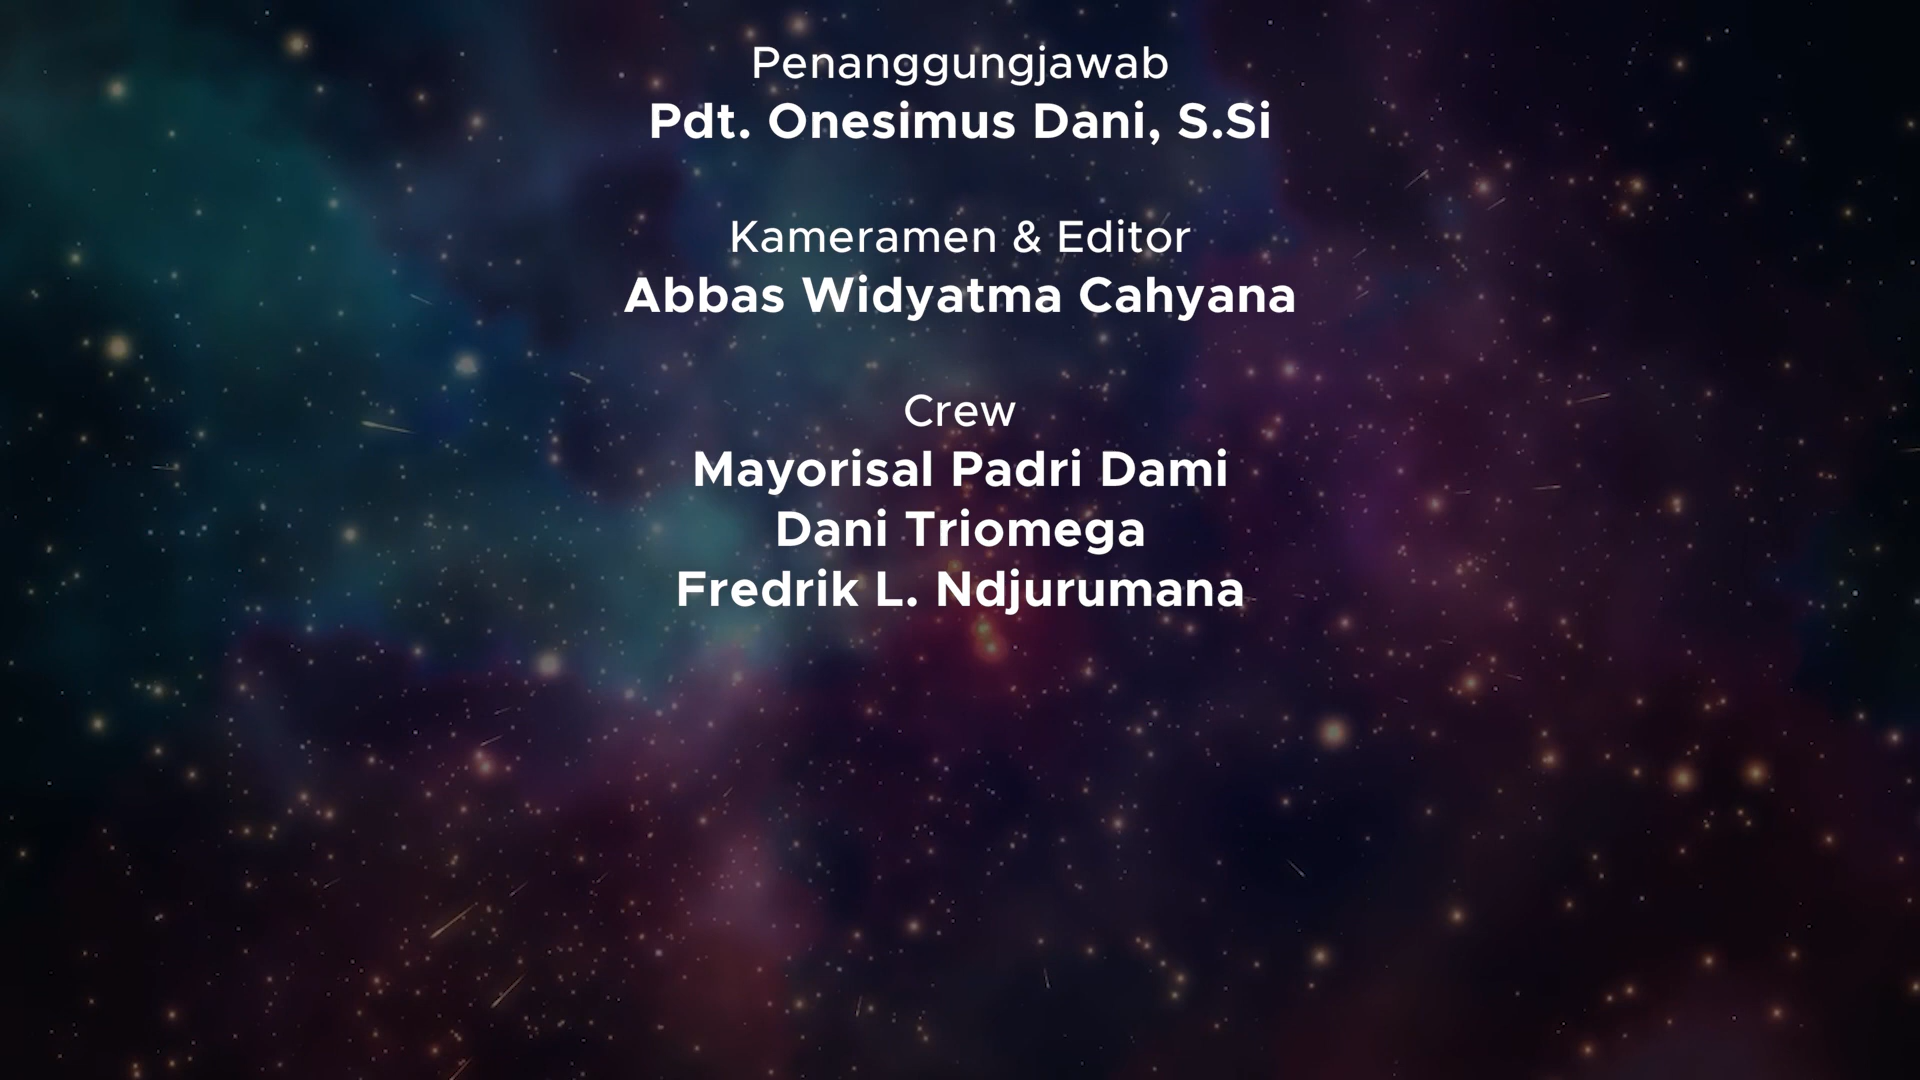 Penanggungjawab
Pdt. Onesimus Dani, S.Si
Kameramen & Editor
Abbas Widyatma Cahyana
Crew
Mayorisal Padri Dami
Dani Triomega
Fredrik L. Ndjurumana